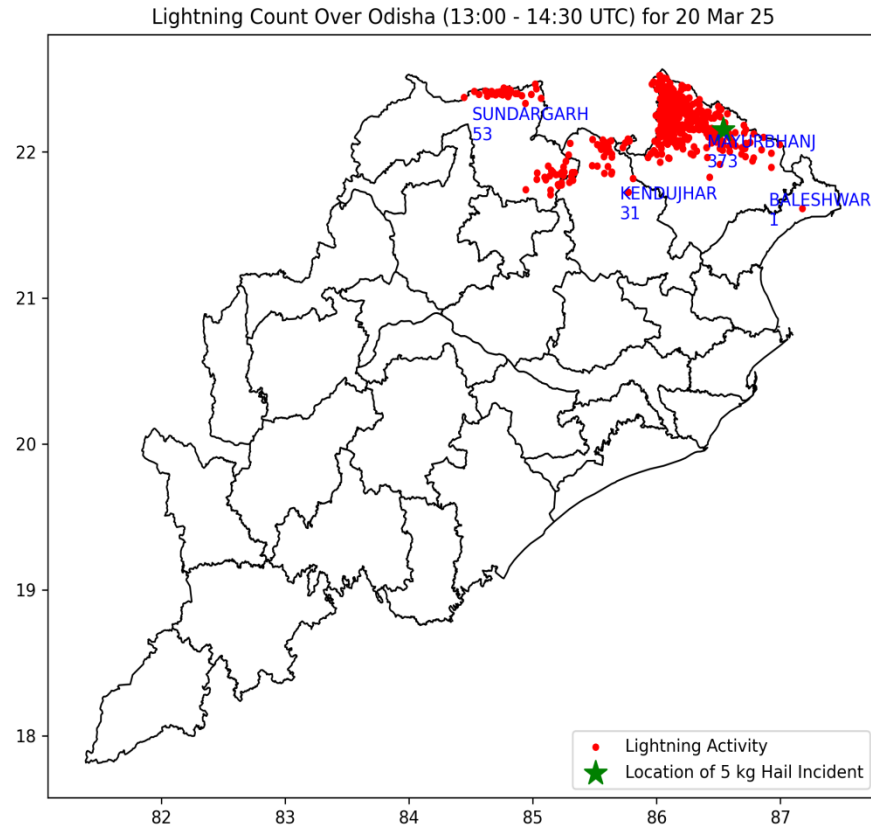 Lightning Count Over Odisha (13:00 - 14:30 UTC) for 20 Mar 25
SUNDARGARH
53
22
MAYURBHANJ
373
KENDUJHAR
31
BALESHWAR
1
21
20
19
18
Lightning Activity
Location of 5 kg Hail Incident
82
83
84
85
86
87